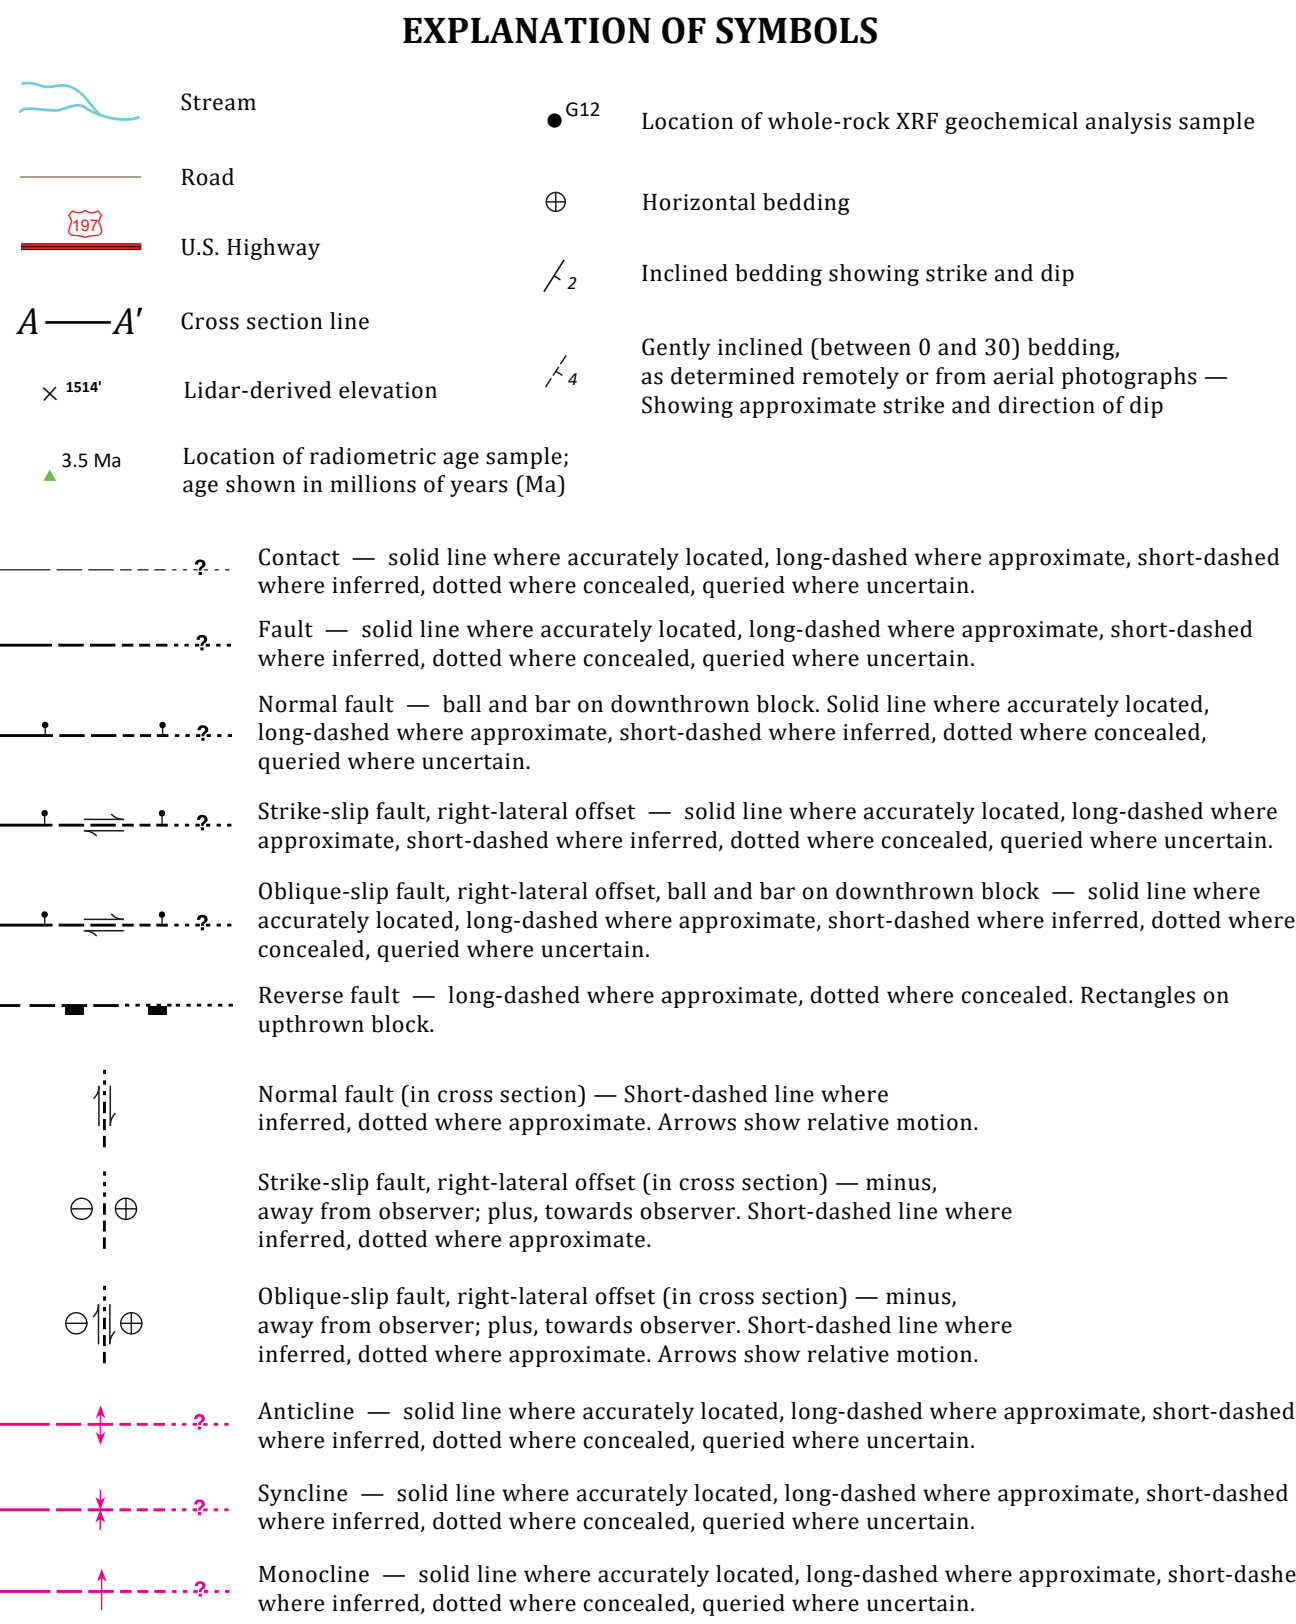 EXPLANATION OF SYMBOLS
Stream
Road
197
U.S. Highway
A A′ Cross section line
1514' Lidar-derived elevation
3.5 Ma Location of radiometric age sample;
age shown in millions of years (Ma)
G12 Location of whole-rock XRF geochemical analysis sample
Horizontal bedding
2 Inclined bedding showing strike and dip
Gently inclined (between 0 and 30) bedding,
4 as determined remotely or from aerial photographs —
Showing approximate strike and direction of dip
? Contact — solid line where accurately located, long-dashed where approximate, short-dashed
where inferred, dotted where concealed, queried where uncertain.
? Fault — solid line where accurately located, long-dashed where approximate, short-dashed
where inferred, dotted where concealed, queried where uncertain.
Normal fault — ball and bar on downthrown block. Solid line where accurately located,
? long-dashed where approximate, short-dashed where inferred, dotted where concealed,
queried where uncertain.
? Strike-slip fault, right-lateral offset — solid line where accurately located, long-dashed where
approximate, short-dashed where inferred, dotted where concealed, queried where uncertain.
Oblique-slip fault, right-lateral offset, ball and bar on downthrown block — solid line where
? accurately located, long-dashed where approximate, short-dashed where inferred, dotted where
concealed, queried where uncertain.
Reverse fault — long-dashed where approximate, dotted where concealed. Rectangles on
upthrown block.
Normal fault (in cross section) — Short-dashed line where
inferred, dotted where approximate. Arrows show relative motion.
Strike-slip fault, right-lateral offset (in cross section) — minus,
away from observer; plus, towards observer. Short-dashed line where
inferred, dotted where approximate.
Oblique-slip fault, right-lateral offset (in cross section) — minus,
away from observer; plus, towards observer. Short-dashed line where
inferred, dotted where approximate. Arrows show relative motion.
? Anticline — solid line where accurately located, long-dashed where approximate, short-dashed
where inferred, dotted where concealed, queried where uncertain.
? Syncline — solid line where accurately located, long-dashed where approximate, short-dashed
where inferred, dotted where concealed, queried where uncertain.
? Monocline — solid line where accurately located, long-dashed where approximate, short-dashe
where inferred, dotted where concealed, queried where uncertain.